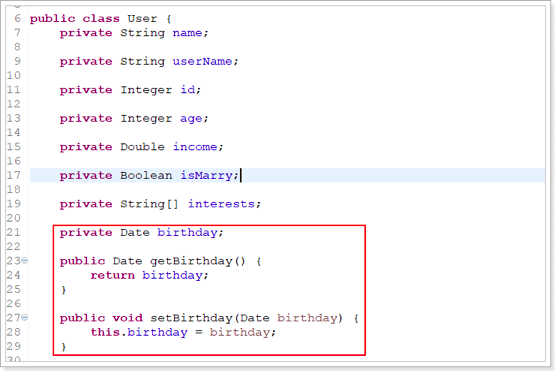 6 public class User {
7     private String name;
8
9     private String userName;
10
11     private Integer id;
12
13     private Integer age;
14
15     private Double income;
16
17     private Boolean isMarry;
18
19     private String[] interests;
20
21     private Date birthday;
22
23     public Date getBirthday() {
24         return birthday;
25     }
26
27     public void setBirthday(Date birthday) {
28         this.birthday = birthday;
29     }